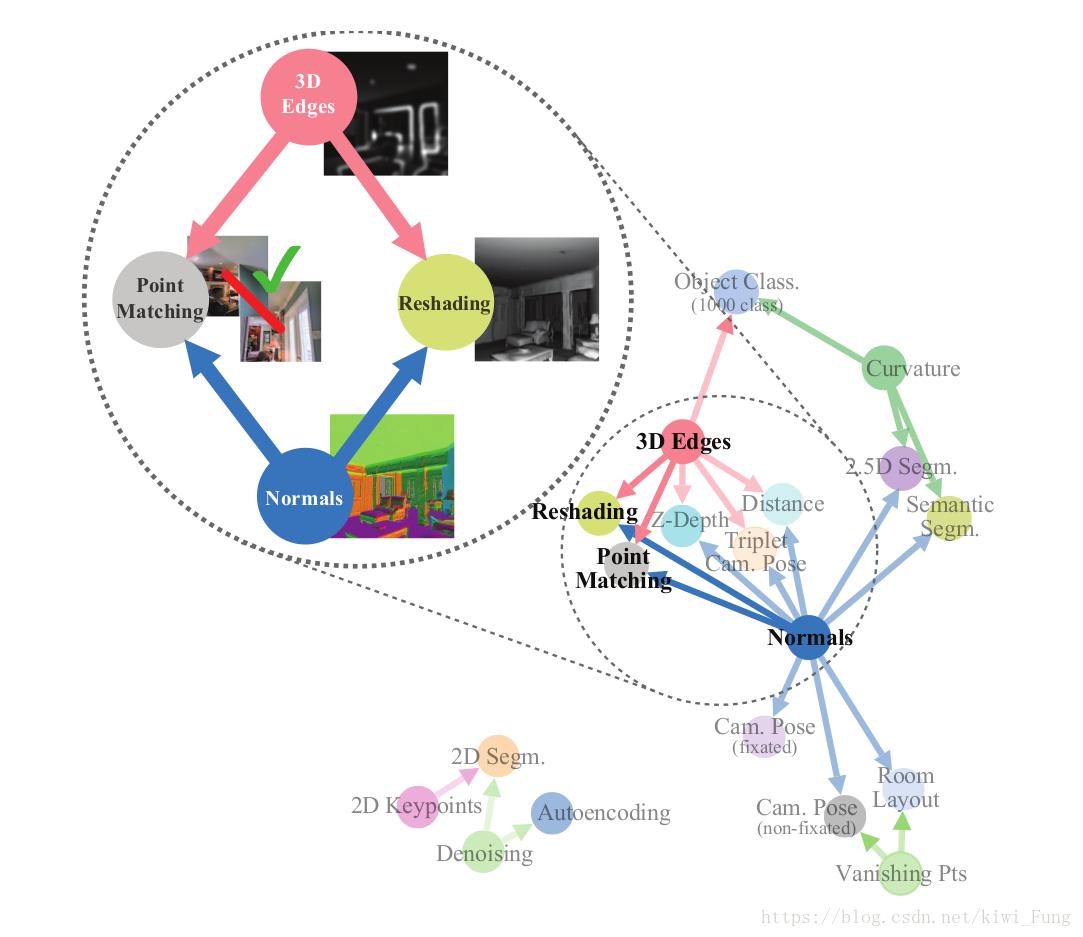 3D
Edges
Point
Matching
Reshading
Normals
Object Class.
(1000 class)
Curvature
3D Edges
2.5D Segm.
Distance
Semantic
Segm.
Reshading
Z-Depth
Triplet
Cam. Pose
Point
Matching
Normals
Cam. Pose
(fixated)
2D Segm.
Room
Layout
2D Keypoints
Autoencoding
Cam. Pose
(non-fixated)
Denoising
Vanishing Pts
https://blog.csdn.net/kiwi_Fung